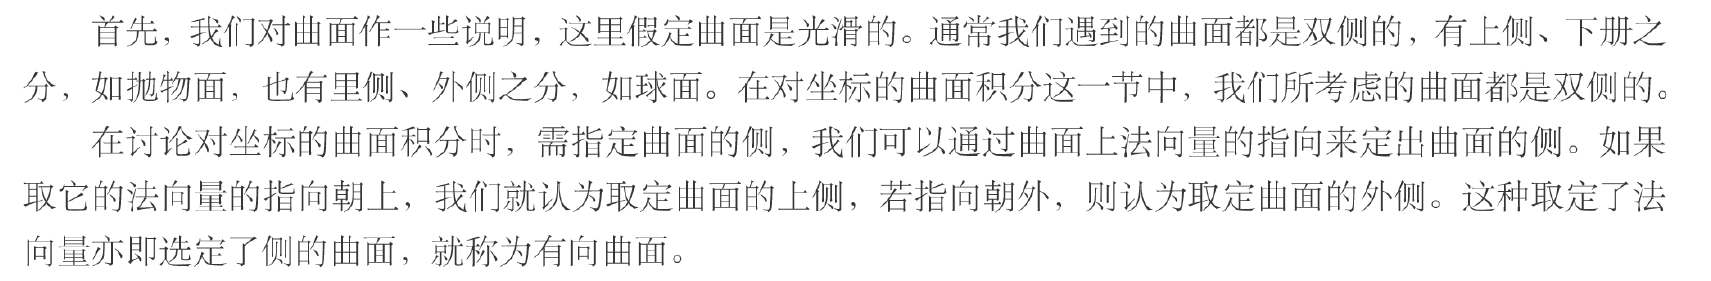 首先，我们对曲面作一些说明，这里假定曲面是光滑的。通常我们遇到的曲面都是双侧的，有上侧、下册之
分，如抛物面，也有里侧、外侧之分，如球面。在对坐标的曲面积分这一节中，我们所考虑的曲面都是双侧的。
在讨论对坐标的曲面积分时，需指定曲面的侧，我们可以通过曲面上法向量的指向来定出曲面的侧。如果
取它的法向量的指向朝上，我们就认为取定曲面的上侧，若指向朝外，则认为取定曲面的外侧。这种取定了法
向量亦即选定了侧的曲面，就称为有向曲面。